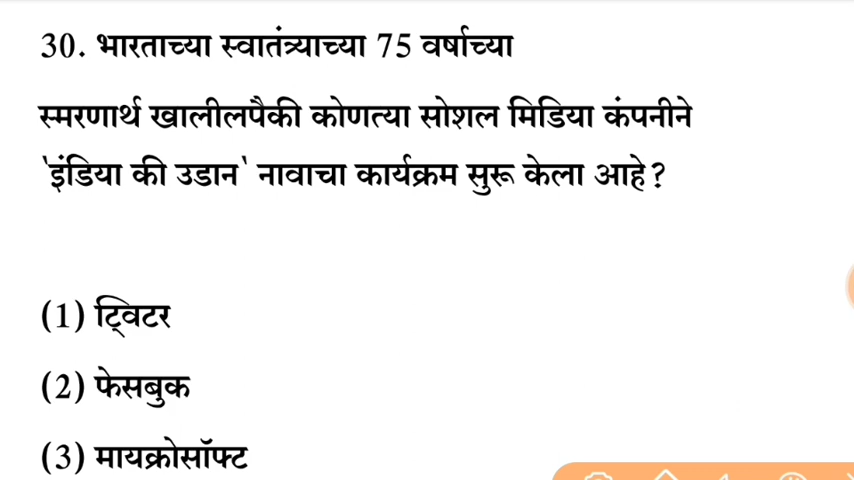 30. भारताच्या स्वातंत्र्याच्या 75 वर्षाच्या
स्मरणार्थ खालीलपैकी कोणत्या सोशल मिडिया कंपनीने
`इंडिया की उडान` नावाचा कार्यक्रम सुरू केला आहे?
(1) ट्विटर
(2) फेसबुक
(3) मायक्रोसॉफ्ट